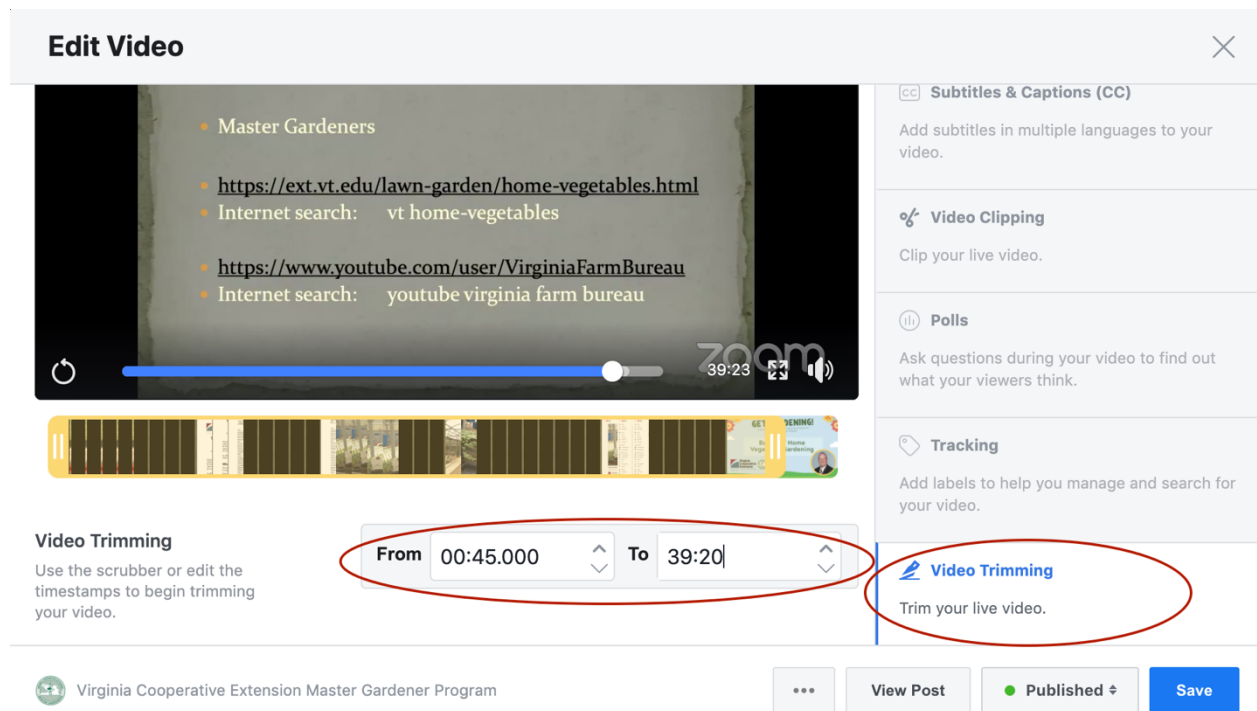 Edit Video
Master Gardeners
https://ext.vt.edu/lawn-garden/home-vegetables.html
Internet search: vt home-vegetables
https://www.youtube.com/user/VirginiaFarmBureau
Internet search: youtube virginia farm bureau
zoom
39:23
Video Trimming
Use the scrubber or edit the
timestamps to begin trimming
your video.
From 00:45.000 To 39:20
CC Subtitles & Captions (CC)
Add subtitles in multiple languages to your
video.
Video Clipping
Clip your live video.
Polls
Ask questions during your video to find out
what your viewers think.
Tracking
Add labels to help you manage and search for
your video.
Video Trimming
Trim your live video.
Virginia Cooperative Extension Master Gardener Program
View Post
Published
Save